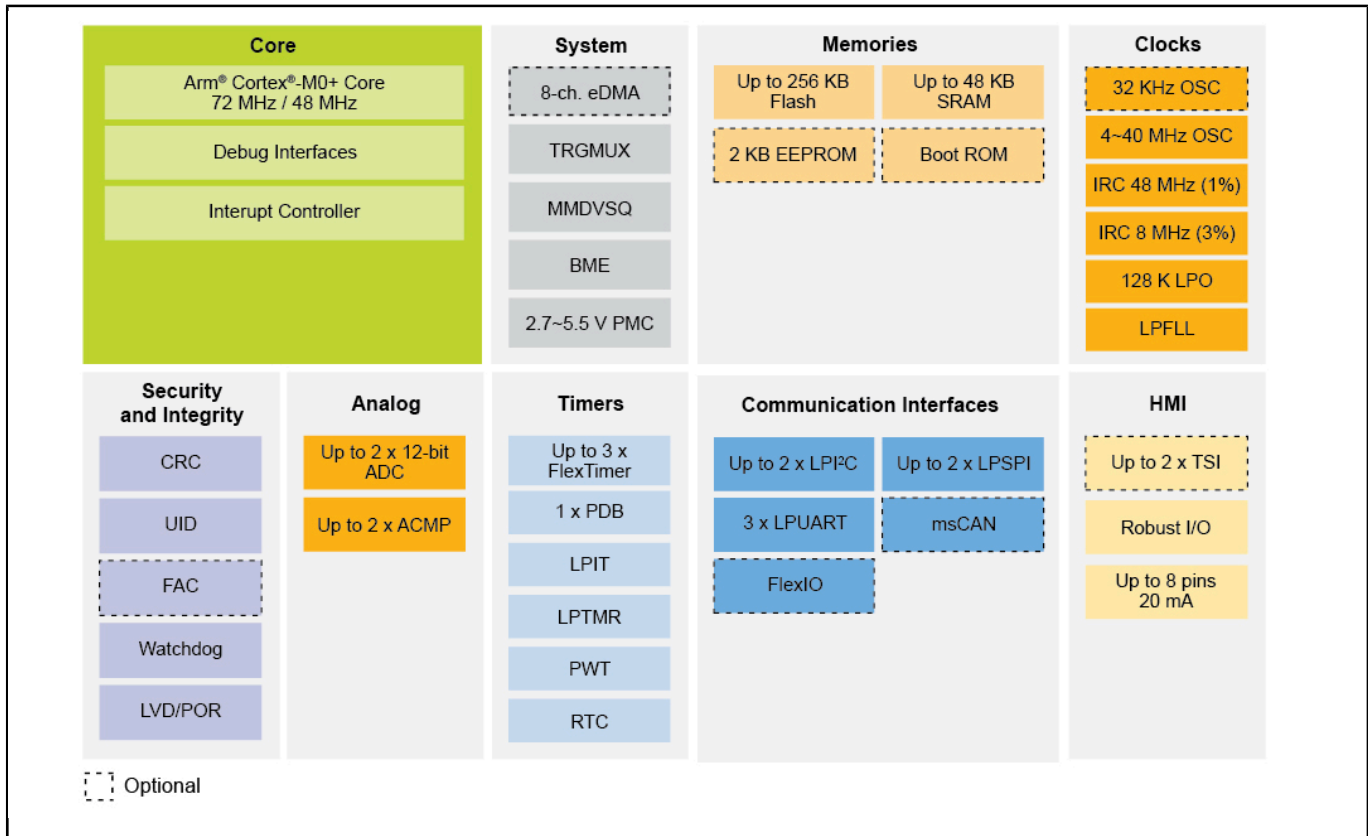 Core
Arm® Cortex®-M0+ Core
72 MHz / 48 MHz
Debug Interfaces
Interupt Controller
System
8-ch. eDMA
TRGMUX
MMDVSQ
BME
2.7~5.5 V PMC
Memories
Up to 256 KB
Flash
Up to 48 KB
SRAM
2 KB EEPROM
Boot ROM
Clocks
32 KHz OSC
4~40 MHz OSC
IRC 48 MHz (1%)
IRC 8 MHz (3%)
128 K LPO
LPFLL
Security
and Integrity
CRC
UID
FAC
Watchdog
LVD/POR
Analog
Up to 2 x 12-bit
ADC
Up to 2 x ACMP
Timers
Up to 3 x
FlexTimer
1 x PDB
LPIT
LPTMR
PWT
RTC
Communication Interfaces
Up to 2 x LPI²C
Up to 2 x LPSPI
3 x LPUART
msCAN
FlexIO
HMI
Up to 2 x TSI
Robust I/O
Up to 8 pins
20 mA
Optional